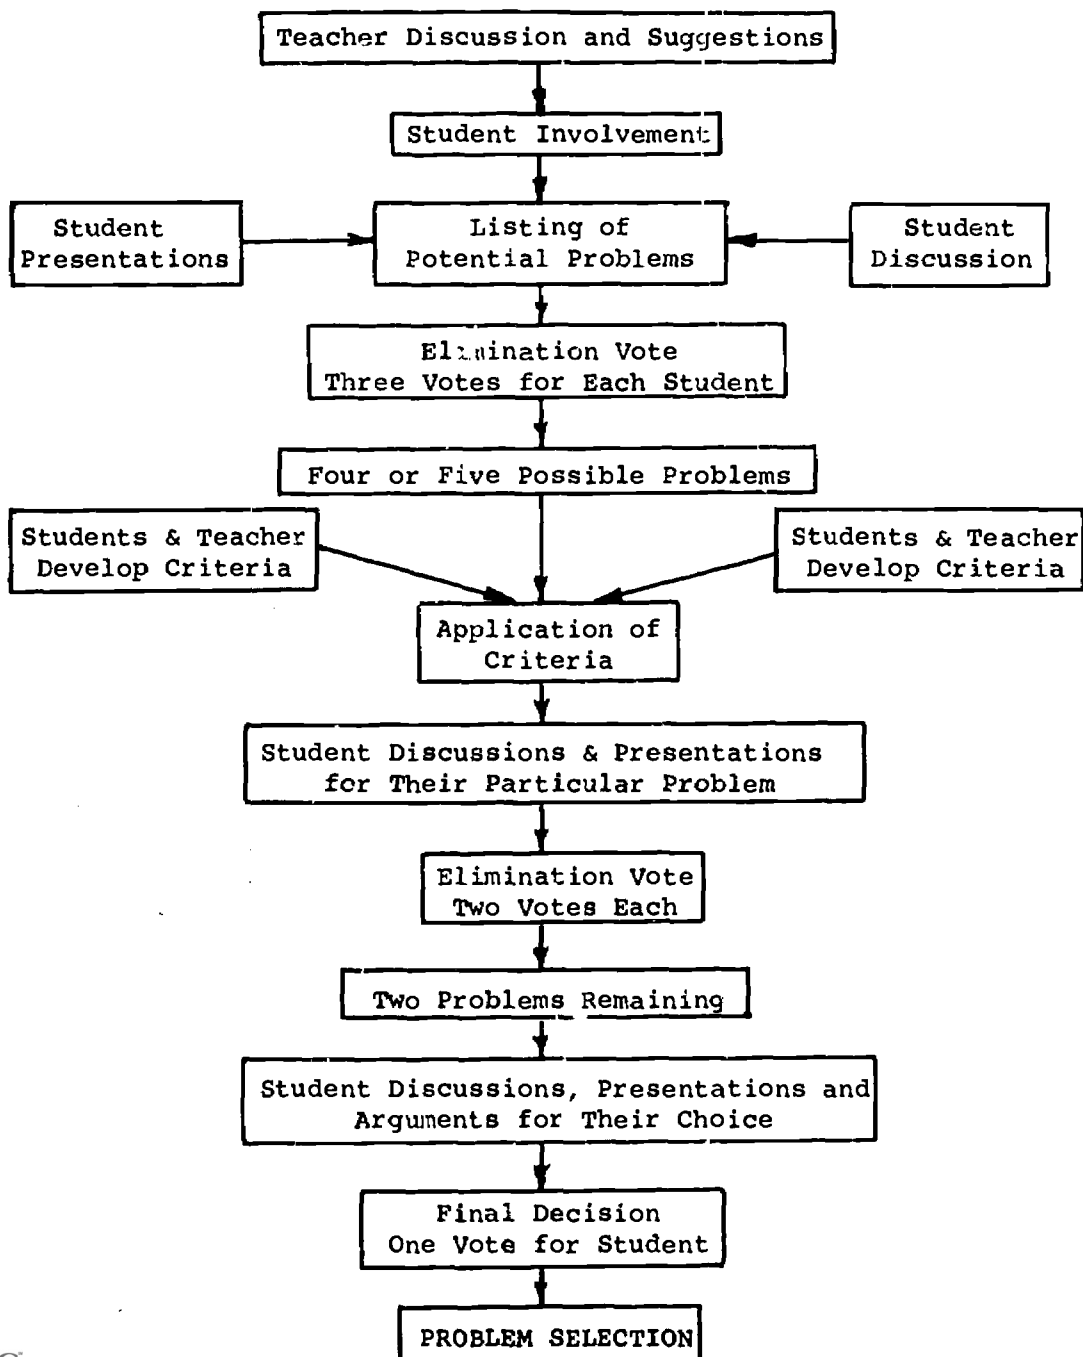 Teacher Discussion and Suggestions
Student Involvement
Student
Presentations
Listing of
Potential Problems
Student
Discussion
Elimination Vote
Three Votes for Each Student
Four or Five Possible Problems
Students & Teacher
Develop Criteria
Students & Teacher
Develop Criteria
Application of
Criteria
Student Discussions & Presentations
for Their Particular Problem
Elimination Vote
Two Votes Each
Two Problems Remaining
Student Discussions, Presentations and
Arguments for Their Choice
Final Decision
One Vote for Student
PROBLEM SELECTION